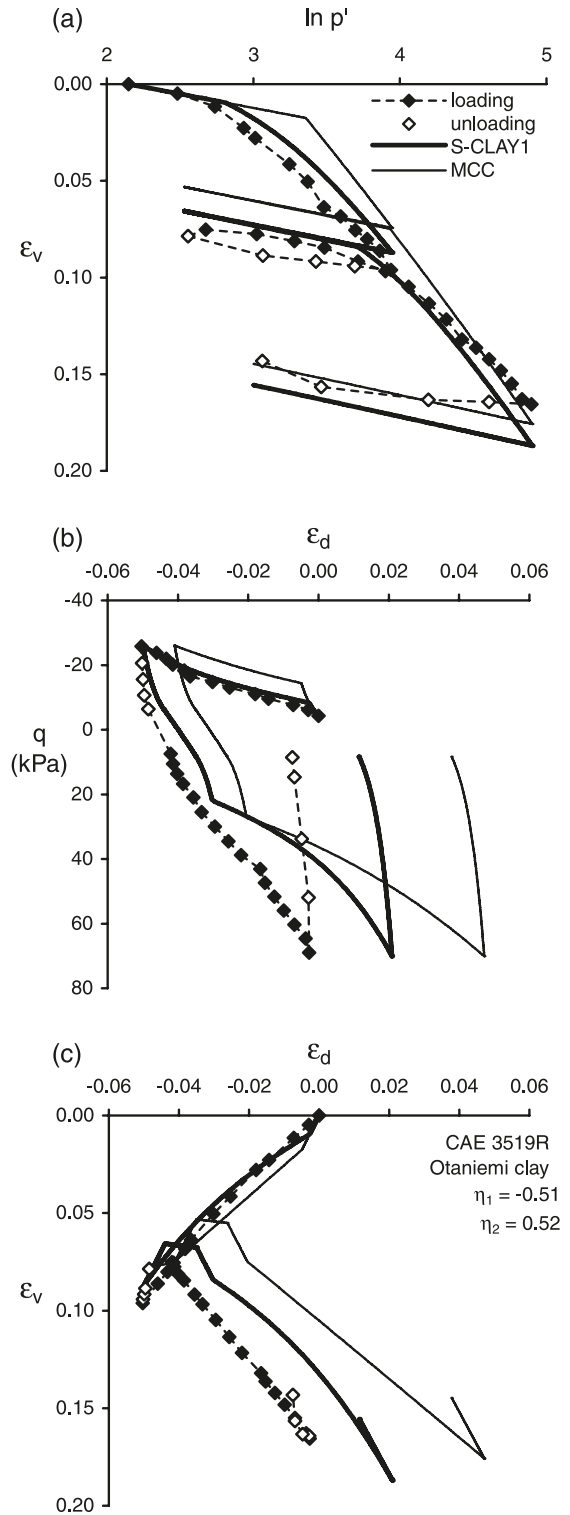 (a)
ln p'
2 3 4 5
0.00
0.05
0.10
0.15
0.20
εv
loading
unloading
S-CLAY1
MCC
(b)
εd
-0.06 -0.04 -0.02 0.00 0.02 0.04 0.06
-40
-20
0
20
40
60
80
q
(kPa)
(c)
εd
-0.06 -0.04 -0.02 0.00 0.02 0.04 0.06
0.00
0.05
0.10
0.15
0.20
εv
CAE 3519R
Otaniemi clay
η1 = -0.51
η2 = 0.52